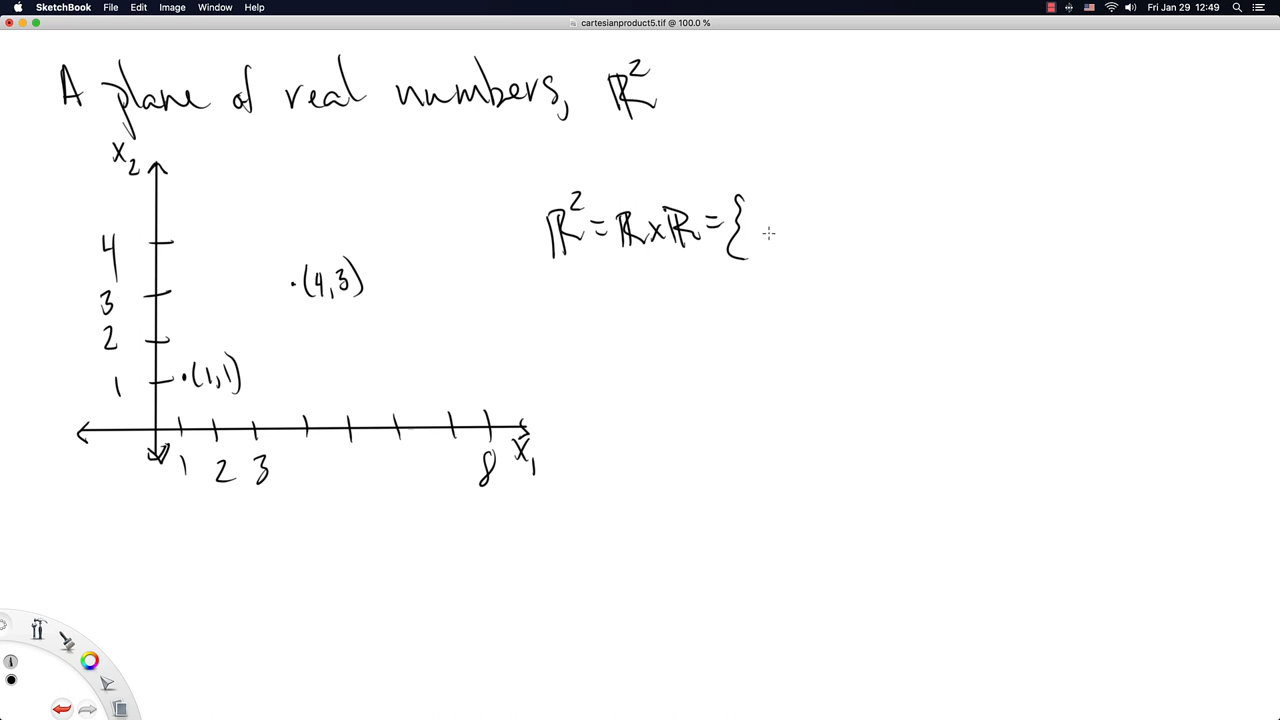 SketchBook File Edit Image Window Help Fri Jan 29 12:49
cartesianproduct5.tif @ 100.0 %
A plane of real numbers, ℝ²
x₂
ℝ² = ℝ×ℝ = {
4
3
2
1
·(4,3)
·(1,1)
1 2 3 8 x₁